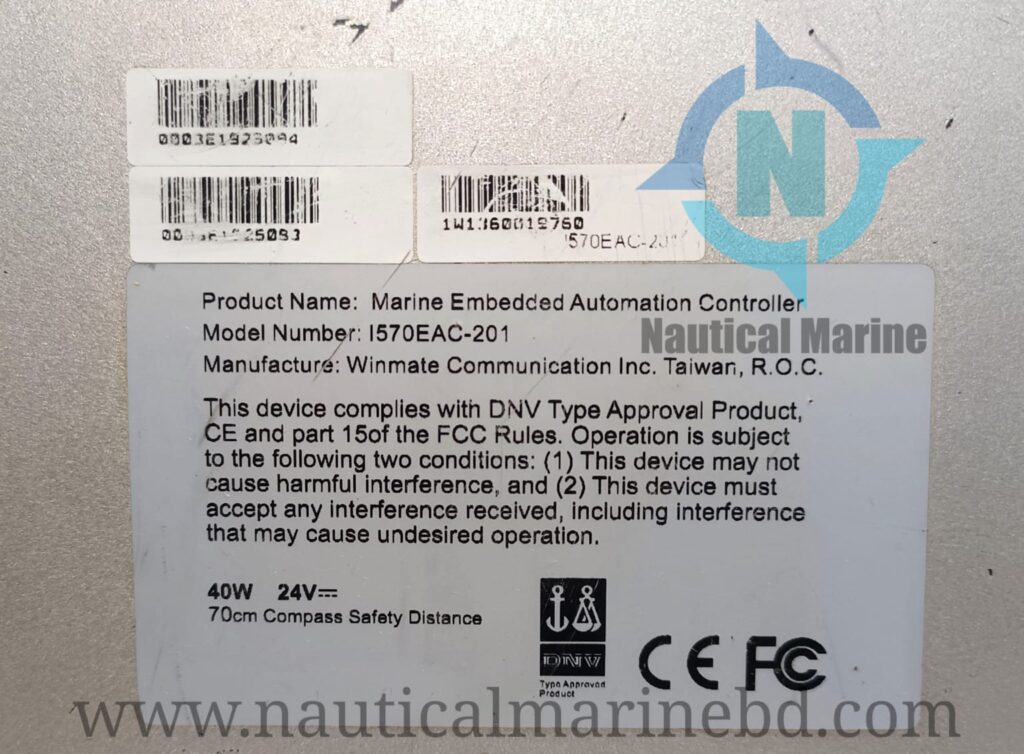 0003E1925094
1W1360019760
I570EAC-201
N
Nautical Marine
Product Name: Marine Embedded Automation Controller
Model Number: I570EAC-201
Manufacture: Winmate Communication Inc. Taiwan, R.O.C.
This device complies with DNV Type Approval Product,
CE and part 15of the FCC Rules. Operation is subject
to the following two conditions: (1) This device may not
cause harmful interference, and (2) This device must
accept any interference received, including interference
that may cause undesired operation.
40W 24V
70cm Compass Safety Distance
DNV
Type Approved
Product
CE FC
www.nauticalmarinebd.com